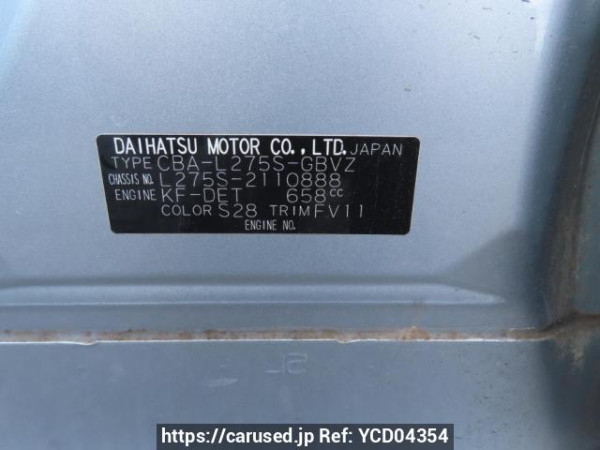 DAIHATSU MOTOR CO.,LTD. JAPAN
TYPE CBA-L275S-GBVZ
CHASSIS NO. L275S-2110888
ENGINE KF-DET 658cc
COLOR S28 TRIM FV11
ENGINE NO.
https://carused.jp Ref: YCD04354